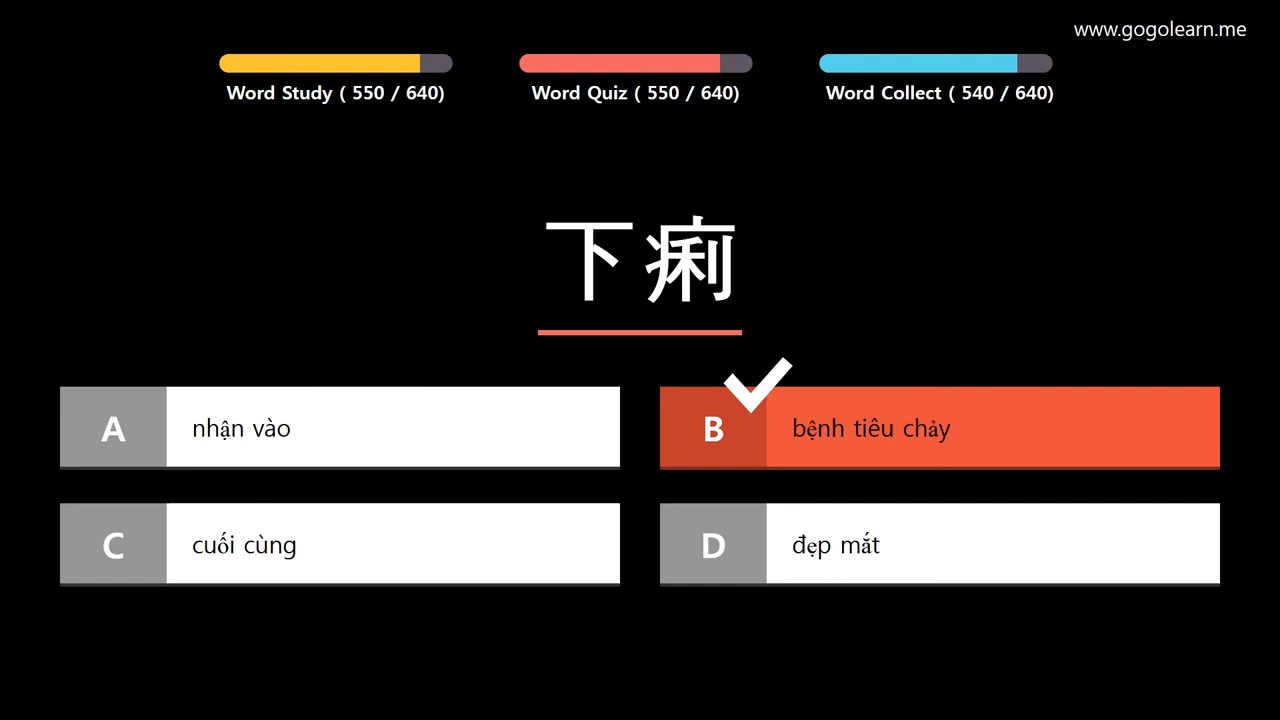 www.gogolearn.me
Word Study ( 550 / 640)
Word Quiz ( 550 / 640)
Word Collect ( 540 / 640)
下痢
A nhận vào
B bệnh tiêu chảy
C cuối cùng
D đẹp mắt